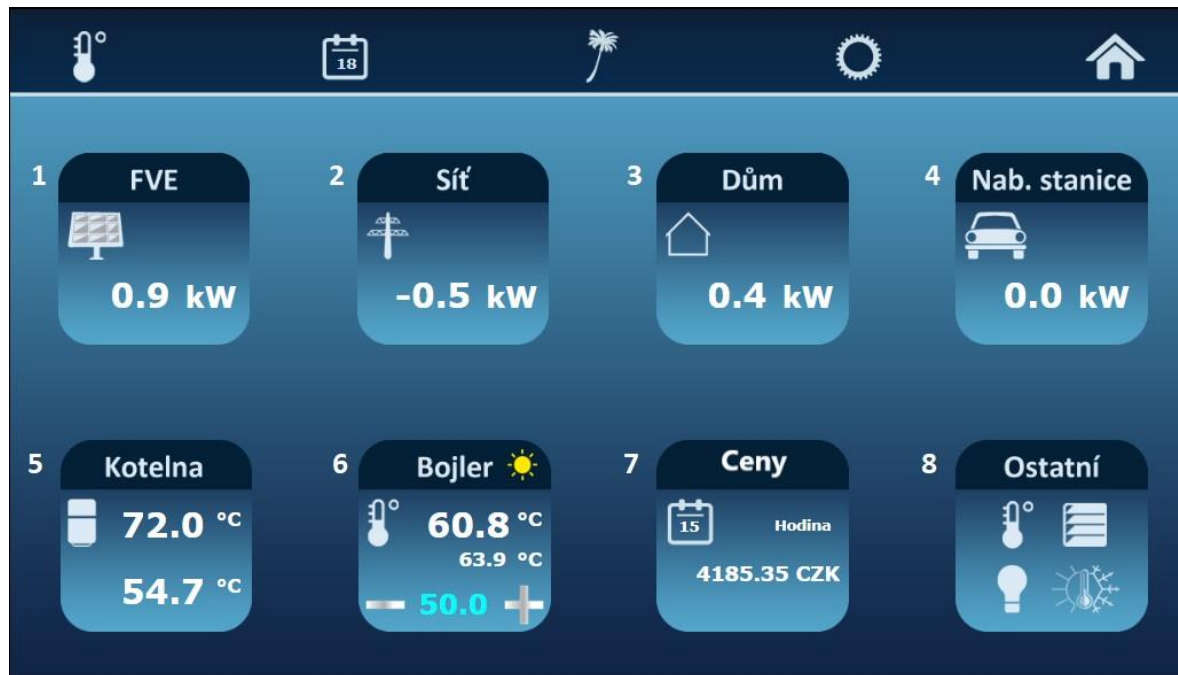 18
1 FVE
0.9 kW
2 Síť
-0.5 kW
3 Dům
0.4 kW
4 Nab. stanice
0.0 kW
5 Kotelna
72.0 °C
54.7 °C
6 Bojler
60.8 °C
63.9 °C
50.0
7 Ceny
15 Hodina
4185.35 CZK
8 Ostatní